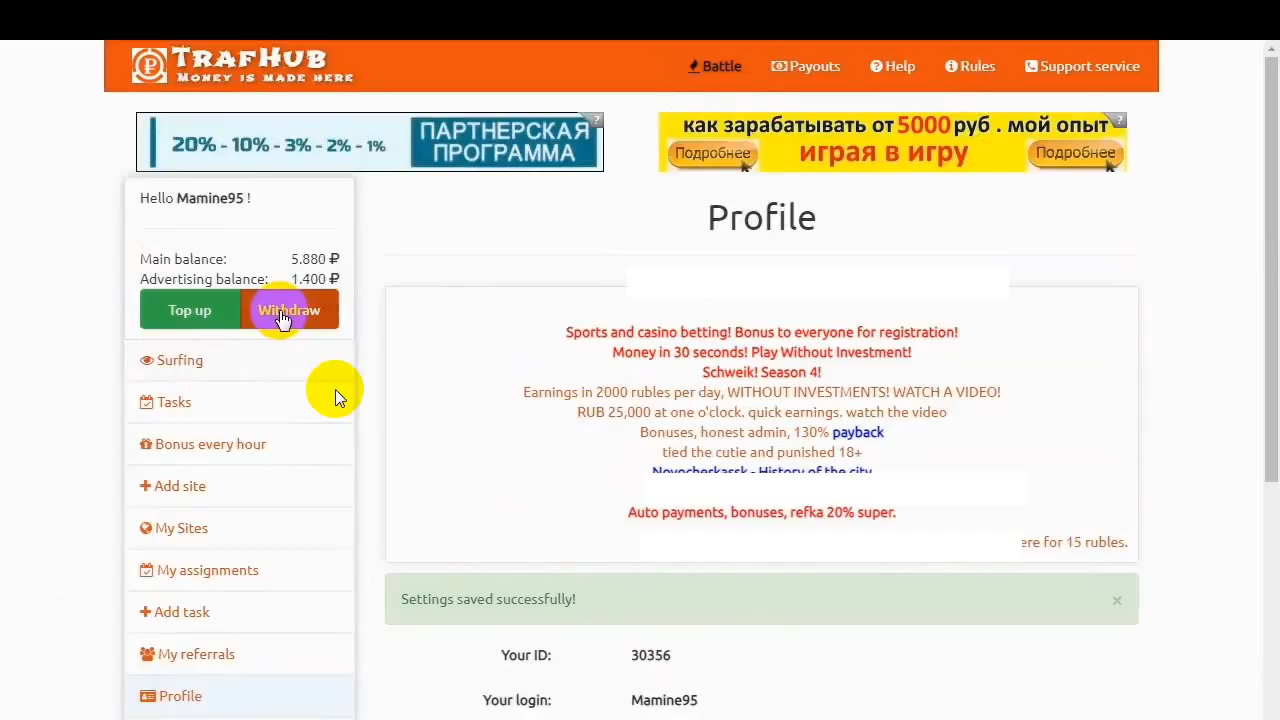 TRAFHUB
MONEY IS MADE HERE
Battle
Payouts
Help
Rules
Support service
20% - 10% - 3% - 2% - 1%
ПАРТНЕРСКАЯ
ПРОГРАММА
?
как зарабатывать от 5000 руб . мой опыт
Подробнее
играя в игру
Подробнее
?
Hello Mamine95 !
Main balance: 5.880 ₽
Advertising balance: 1.400 ₽
Top up
Withdraw
Surfing
Tasks
Bonus every hour
Add site
My Sites
My assignments
Add task
My referrals
Profile
Profile
Sports and casino betting! Bonus to everyone for registration!
Money in 30 seconds! Play Without Investment!
Schweik! Season 4!
Earnings in 2000 rubles per day, WITHOUT INVESTMENTS! WATCH A VIDEO!
RUB 25,000 at one o'clock. quick earnings. watch the video
Bonuses, honest admin, 130% payback
tied the cutie and punished 18+
Novocherkassk - History of the city
Auto payments, bonuses, refka 20% super.
ere for 15 rubles.
Settings saved successfully!
×
Your ID: 30356
Your login: Mamine95